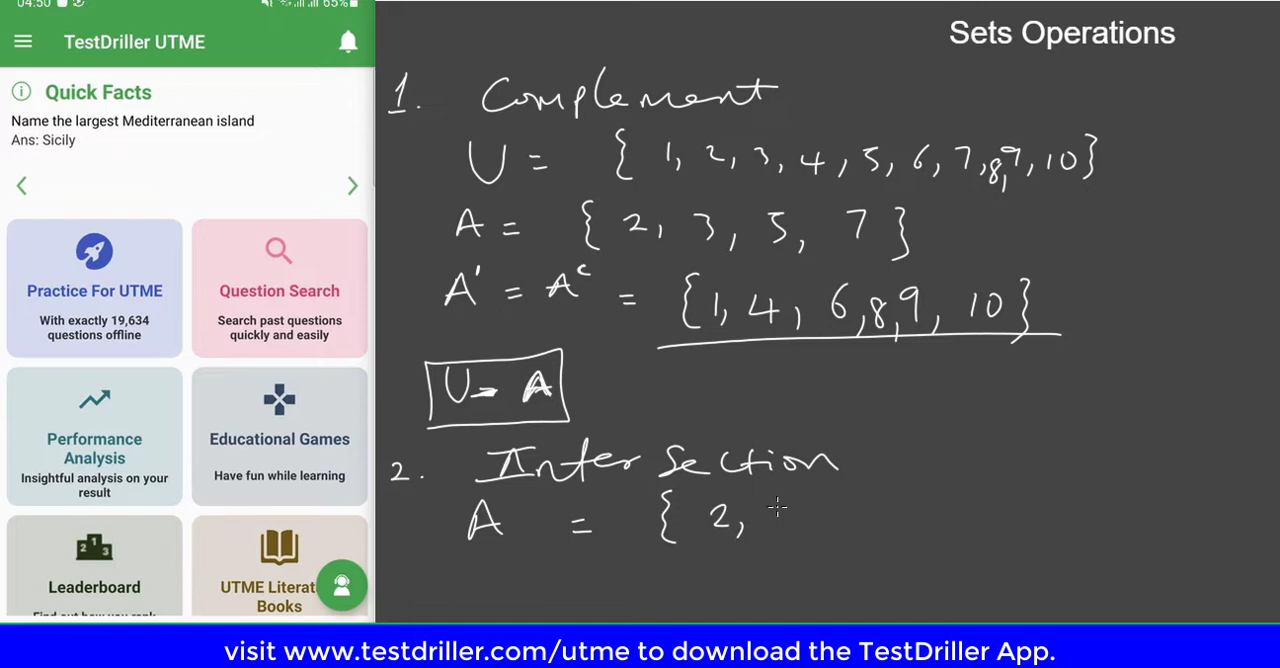 04:50 65%
TestDriller UTME
Quick Facts
Name the largest Mediterranean island
Ans: Sicily
Practice For UTME
With exactly 19,634
questions offline
Question Search
Search past questions
quickly and easily
Performance
Analysis
Insightful analysis on your
result
Educational Games
Have fun while learning
Leaderboard
UTME Literat
Books
Sets Operations
1. Complement
U = { 1, 2, 3, 4, 5, 6, 7, 8, 9, 10 }
A = { 2, 3, 5, 7 }
A' = Aᶜ = {1, 4, 6, 8, 9, 10 }
U - A
2. Intersection
A = { 2,
visit www.testdriller.com/utme to download the TestDriller App.